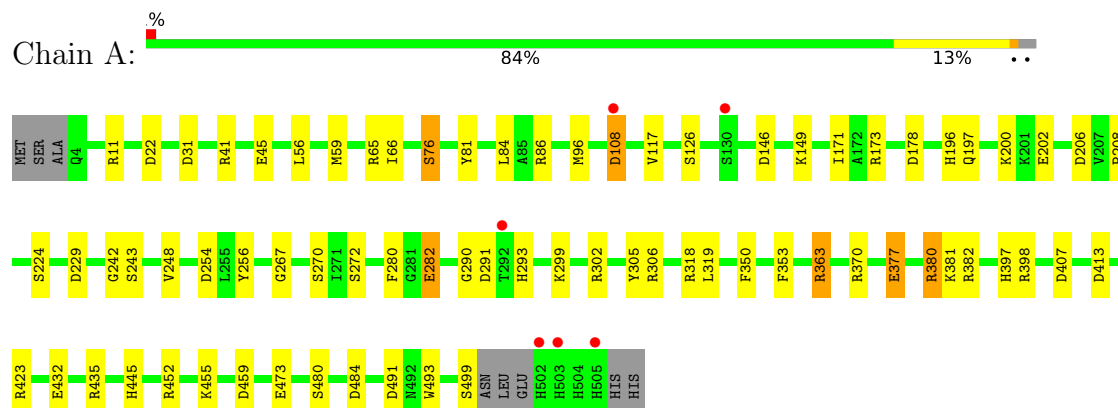 %
Chain A:
84% 13% ..
MET SER ALA Q4 R11 D22 D31 R41 E45 L56 M59 R65 I66 S76 Y81 L84 A85 R86 M96 D108 V117 S126 S130 D146 K149 I171 A172 R173 D178 H196 Q197 K200 K201 E202 D206 V207
S224 D229 G242 S243 V248 D254 L255 Y256 G267 S270 I271 S272 F280 G281 E282 G290 D291 T292 H293 K299 R302 Y305 R306 R318 L319 F350 F353 R363 R370 E377 R380 K381 R382 H397 R398 D407 D413
R423 E432 R435 H445 R452 K455 D459 E473 S480 D484 D491 N492 W493 S499 ASN LEU GLU H502 H503 H504 H505 HIS HIS